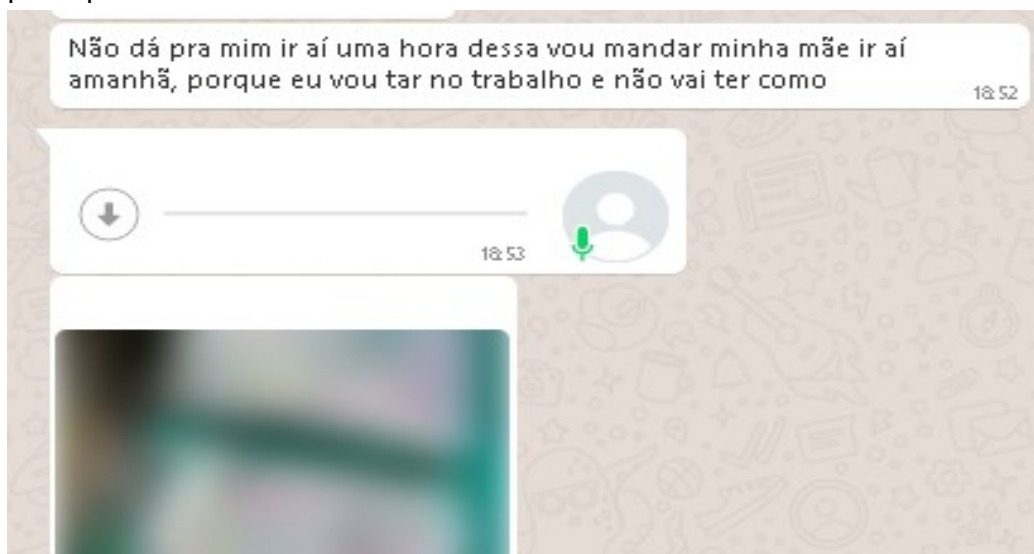 Não dá pra mim ir aí uma hora dessa vou mandar minha mãe ir aí
amanhã, porque eu vou tar no trabalho e não vai ter como
18:52
18:53